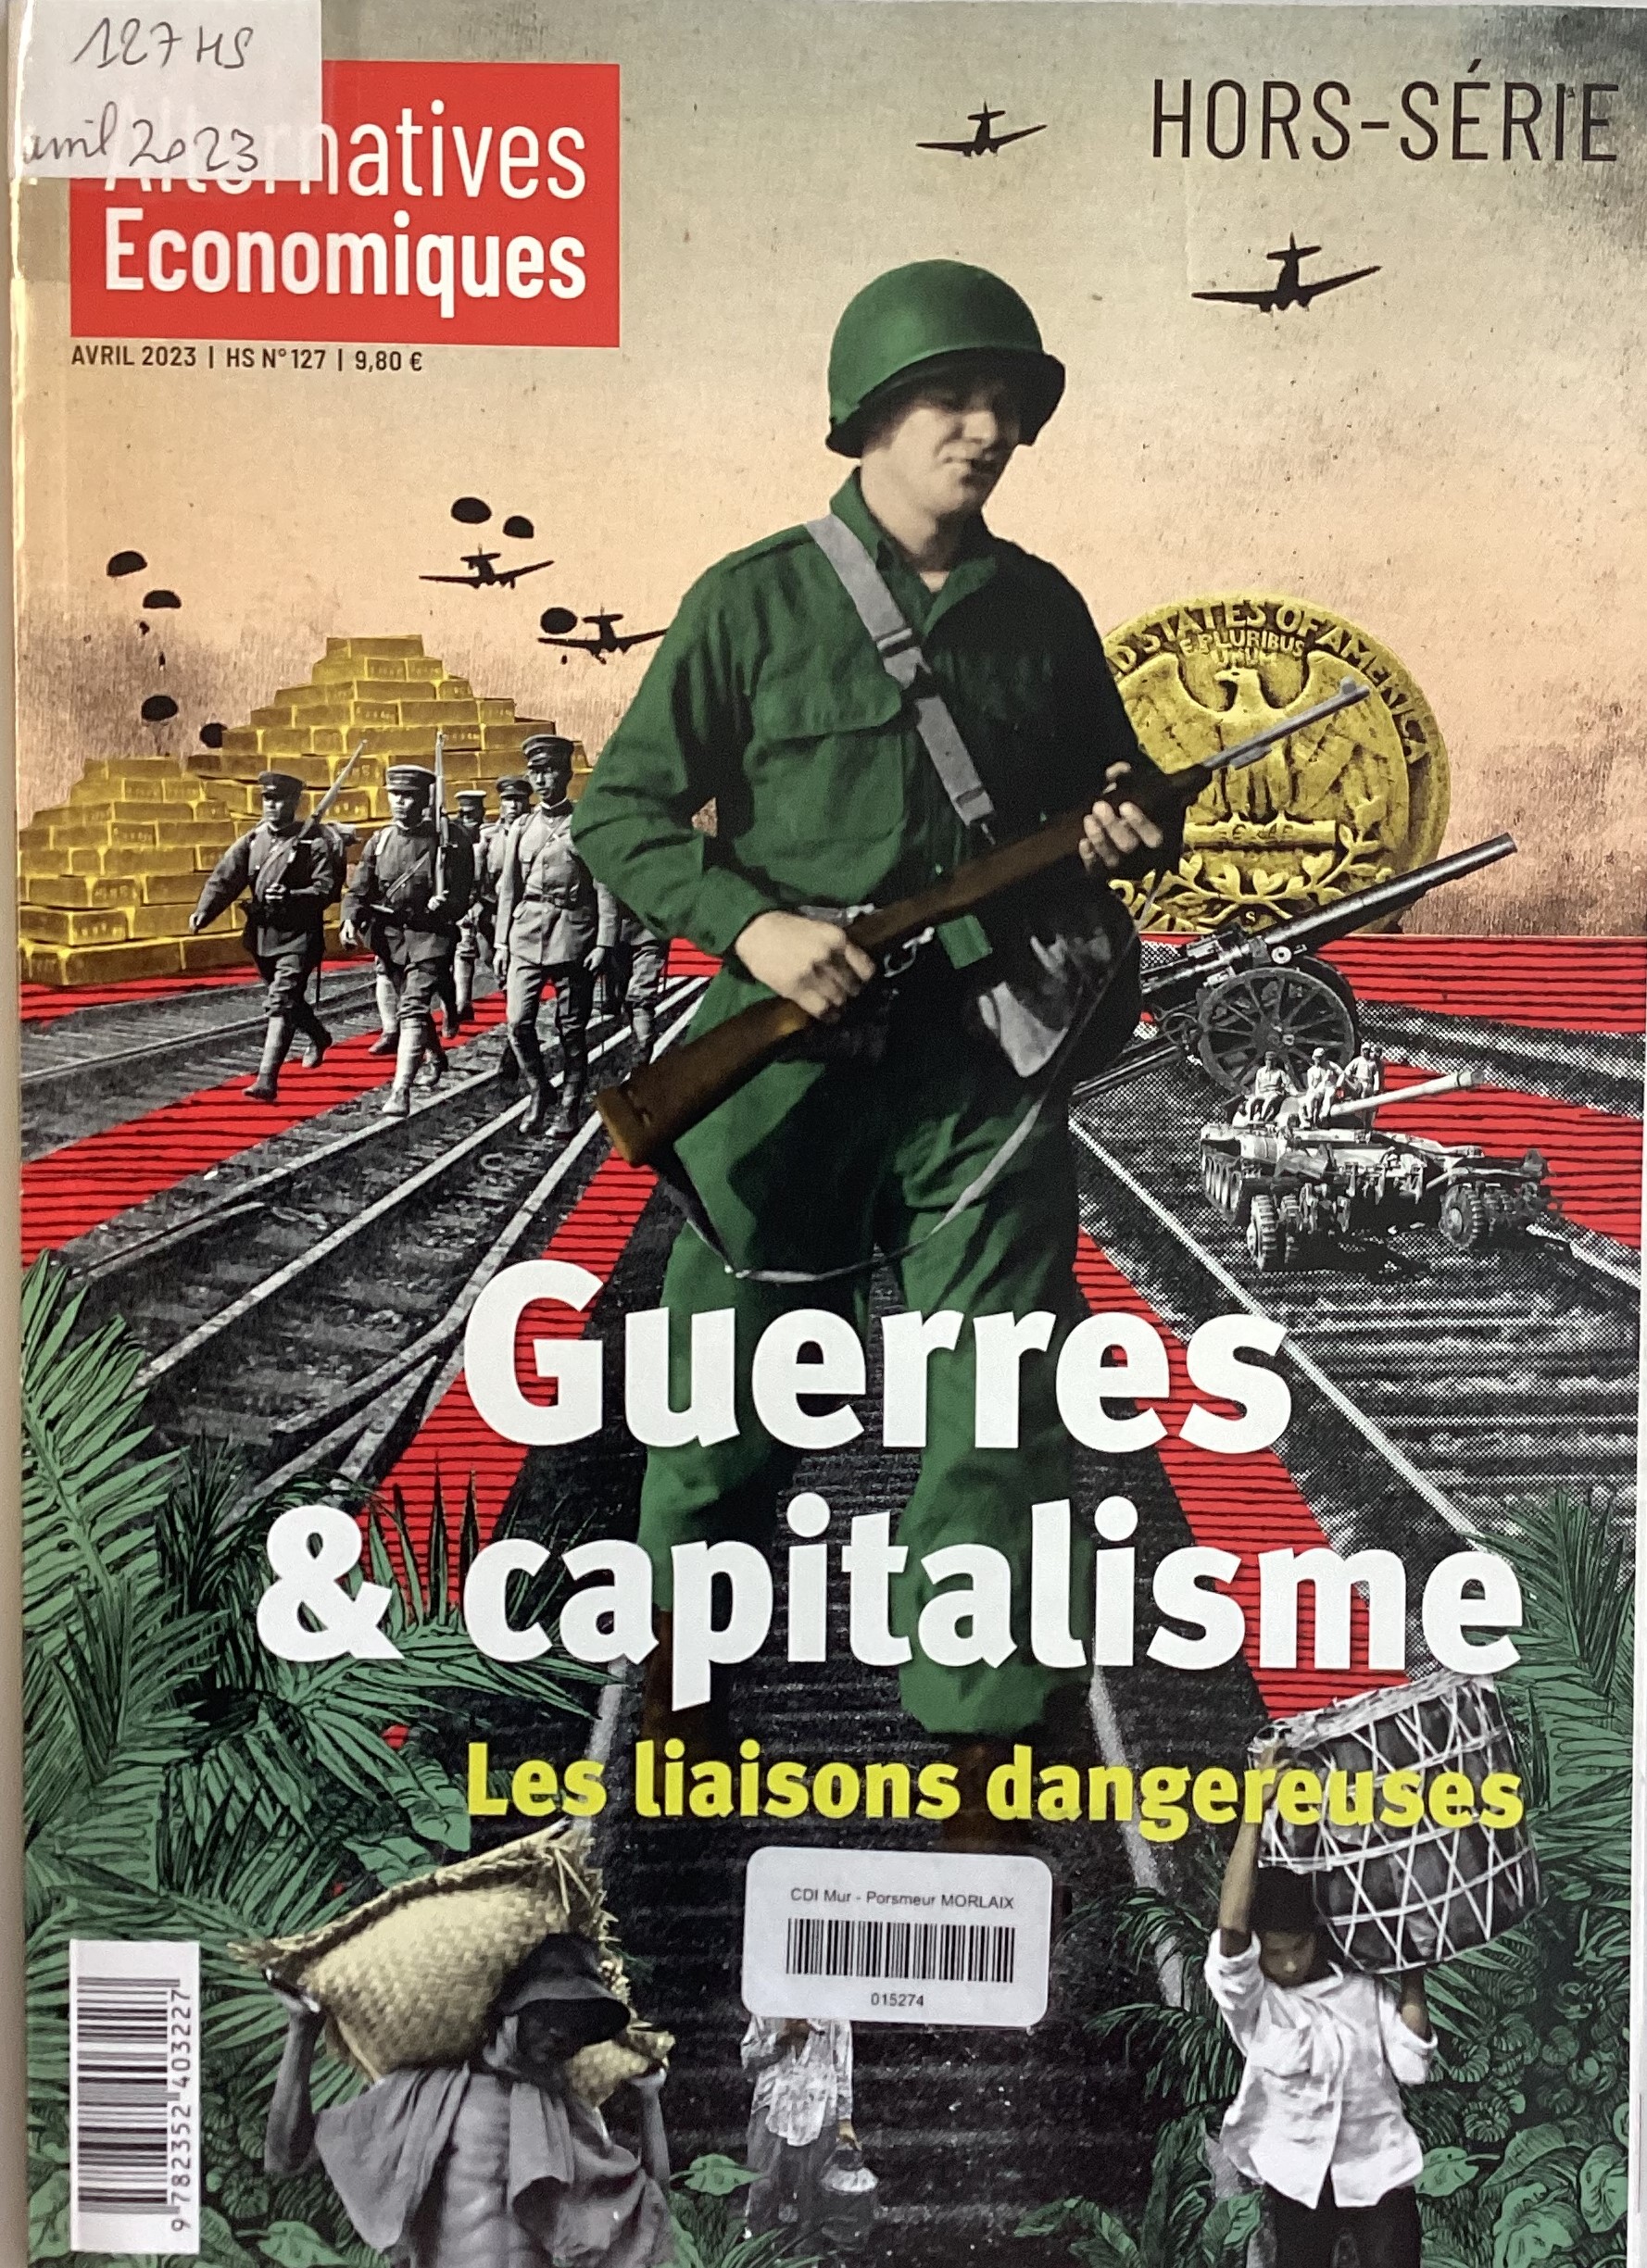 127 HS
avril 2023
Alternatives
Economiques
AVRIL 2023 | HS N° 127 | 9,80 €
HORS-SÉRIE
STATES OF AMERICA
E PLURIBUS
UNUM
S
Guerres
& capitalisme
Les liaisons dangereuses
CDI Mur - Porsmeur MORLAIX
015274
9 782352 403227